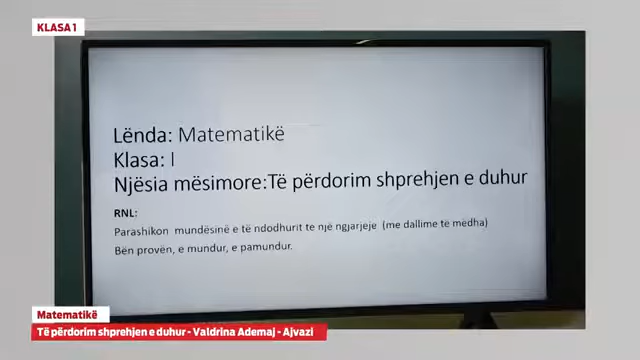 KLASA 1
Lënda: Matematikë
Klasa: I
Njësia mësimore:Të përdorim shprehjen e duhur
RNL:
Parashikon mundësinë e të ndodhurit te një ngjarjeje (me dallime të mëdha)
Bën provën, e mundur, e pamundur.
Matematikë
Të përdorim shprehjen e duhur - Valdrina Ademaj - Ajvazi